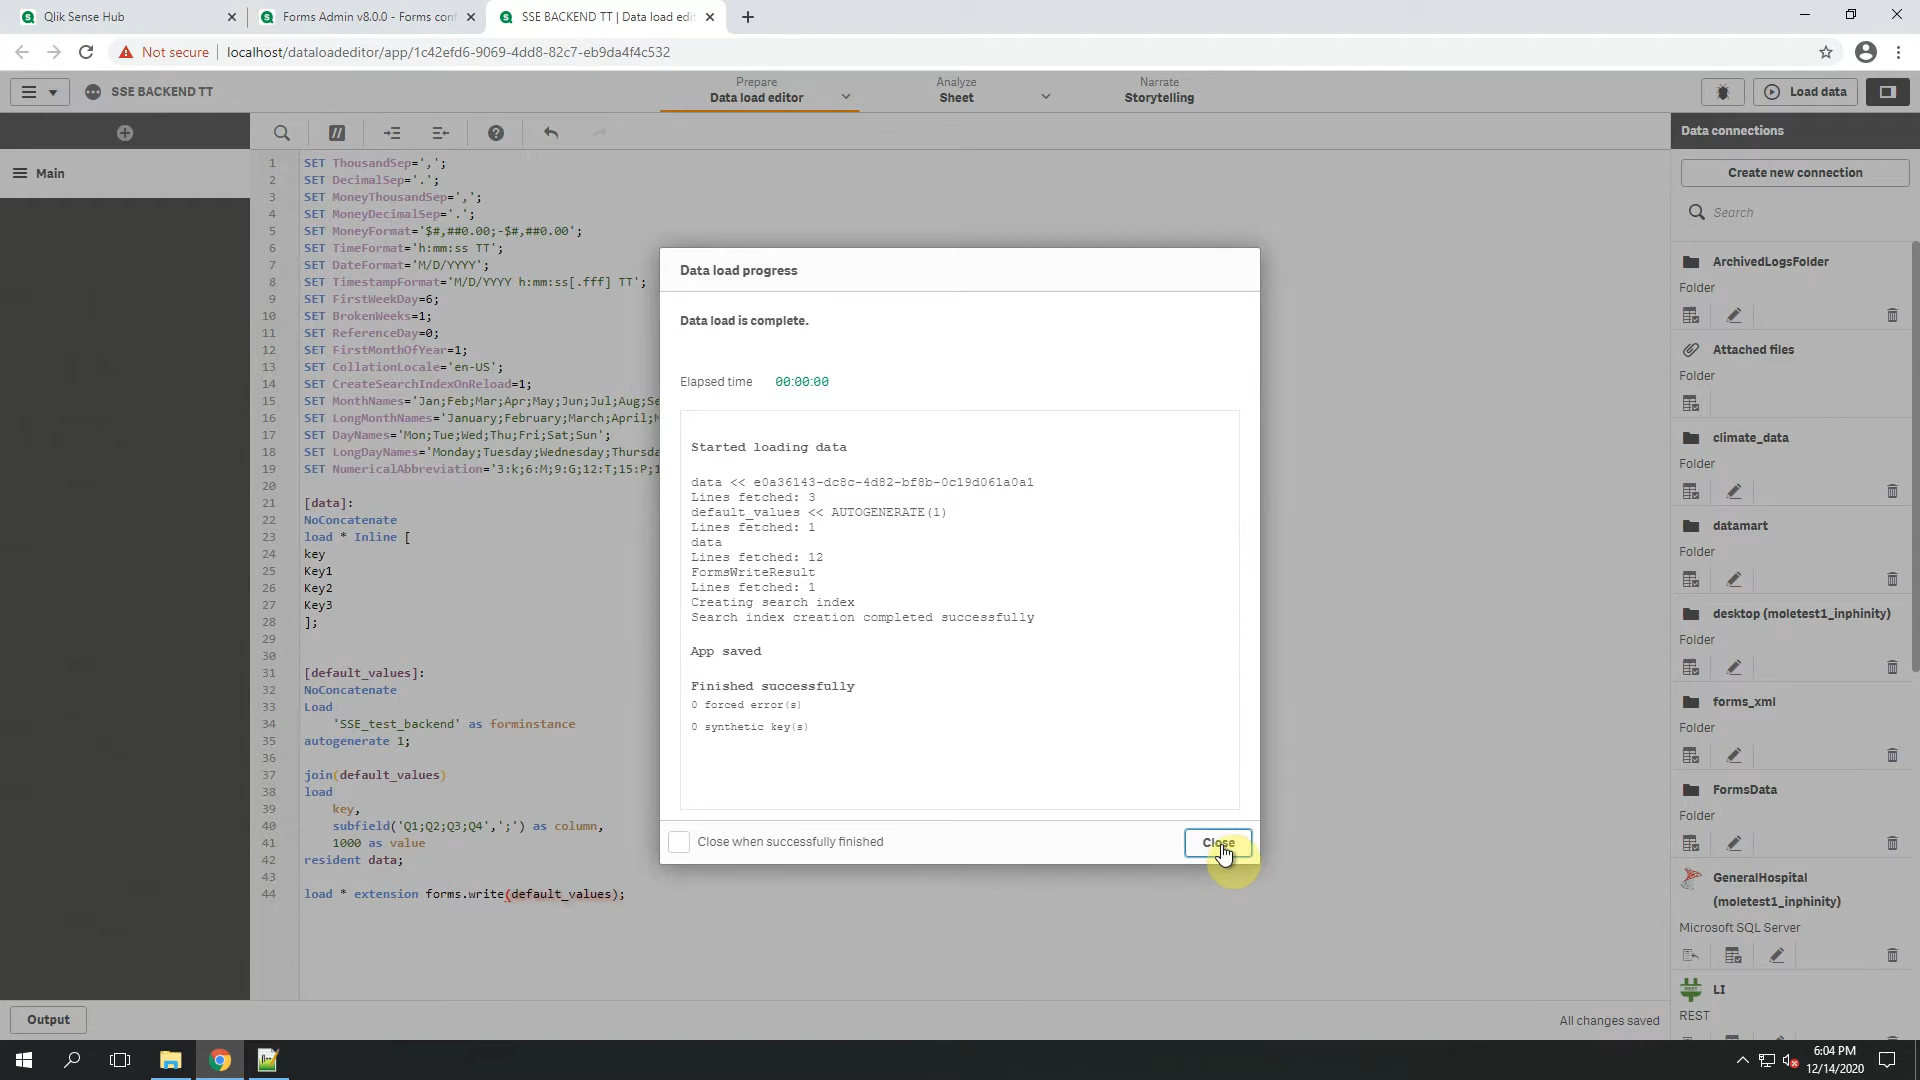 Qlik Sense Hub
Forms Admin v8.0.0 - Forms con
SSE BACKEND TT | Data load edi
Not secure
localhost/dataloadeditor/app/1c42efd6-9069-4dd8-82c7-eb9da4f4c532
SSE BACKEND TT
Prepare
Data load editor
Analyze
Sheet
Narrate
Storytelling
Load data
Main
1 SET ThousandSep=',';
2 SET DecimalSep='.';
3 SET MoneyThousandSep=',';
4 SET MoneyDecimalSep='.';
5 SET MoneyFormat='$#,##0.00;-$#,##0.00';
6 SET TimeFormat='h:mm:ss TT';
7 SET DateFormat='M/D/YYYY';
8 SET TimestampFormat='M/D/YYYY h:mm:ss[.fff] TT';
9 SET FirstWeekDay=6;
10 SET BrokenWeeks=1;
11 SET ReferenceDay=0;
12 SET FirstMonthOfYear=1;
13 SET CollationLocale='en-US';
14 SET CreateSearchIndexOnReload=1;
15 SET MonthNames='Jan;Feb;Mar;Apr;May;Jun;Jul;Aug;Se
16 SET LongMonthNames='January;February;March;April;M
17 SET DayNames='Mon;Tue;Wed;Thu;Fri;Sat;Sun';
18 SET LongDayNames='Monday;Tuesday;Wednesday;Thursda
19 SET NumericalAbbreviation='3:k;6:M;9:G;12:T;15:P;1
20
21 [data]:
22 NoConcatenate
23 load * Inline [
24 key
25 Key1
26 Key2
27 Key3
28 ];
29
30
31 [default_values]:
32 NoConcatenate
33 Load
34 'SSE_test_backend' as forminstance
35 autogenerate 1;
36
37 join(default_values)
38 load
39 key,
40 subfield('Q1;Q2;Q3;Q4',';') as column,
41 1000 as value
42 resident data;
43
44 load * extension forms.write(default_values);
Data load progress
Data load is complete.
Elapsed time 00:00:00
Started loading data
data << e0a36143-dc8c-4d82-bf8b-0c19d061a0a1
Lines fetched: 3
default_values << AUTOGENERATE(1)
Lines fetched: 1
data
Lines fetched: 12
FormsWriteResult
Lines fetched: 1
Creating search index
Search index creation completed successfully
App saved
Finished successfully
0 forced error(s)
0 synthetic key(s)
Close when successfully finished
Close
Data connections
Create new connection
Search
ArchivedLogsFolder
Folder
Attached files
Folder
climate_data
Folder
datamart
Folder
desktop (moletest1_inphinity)
Folder
forms_xml
Folder
FormsData
Folder
GeneralHospital
(moletest1_inphinity)
Microsoft SQL Server
LI
REST
Output
All changes saved
6:04 PM
12/14/2020